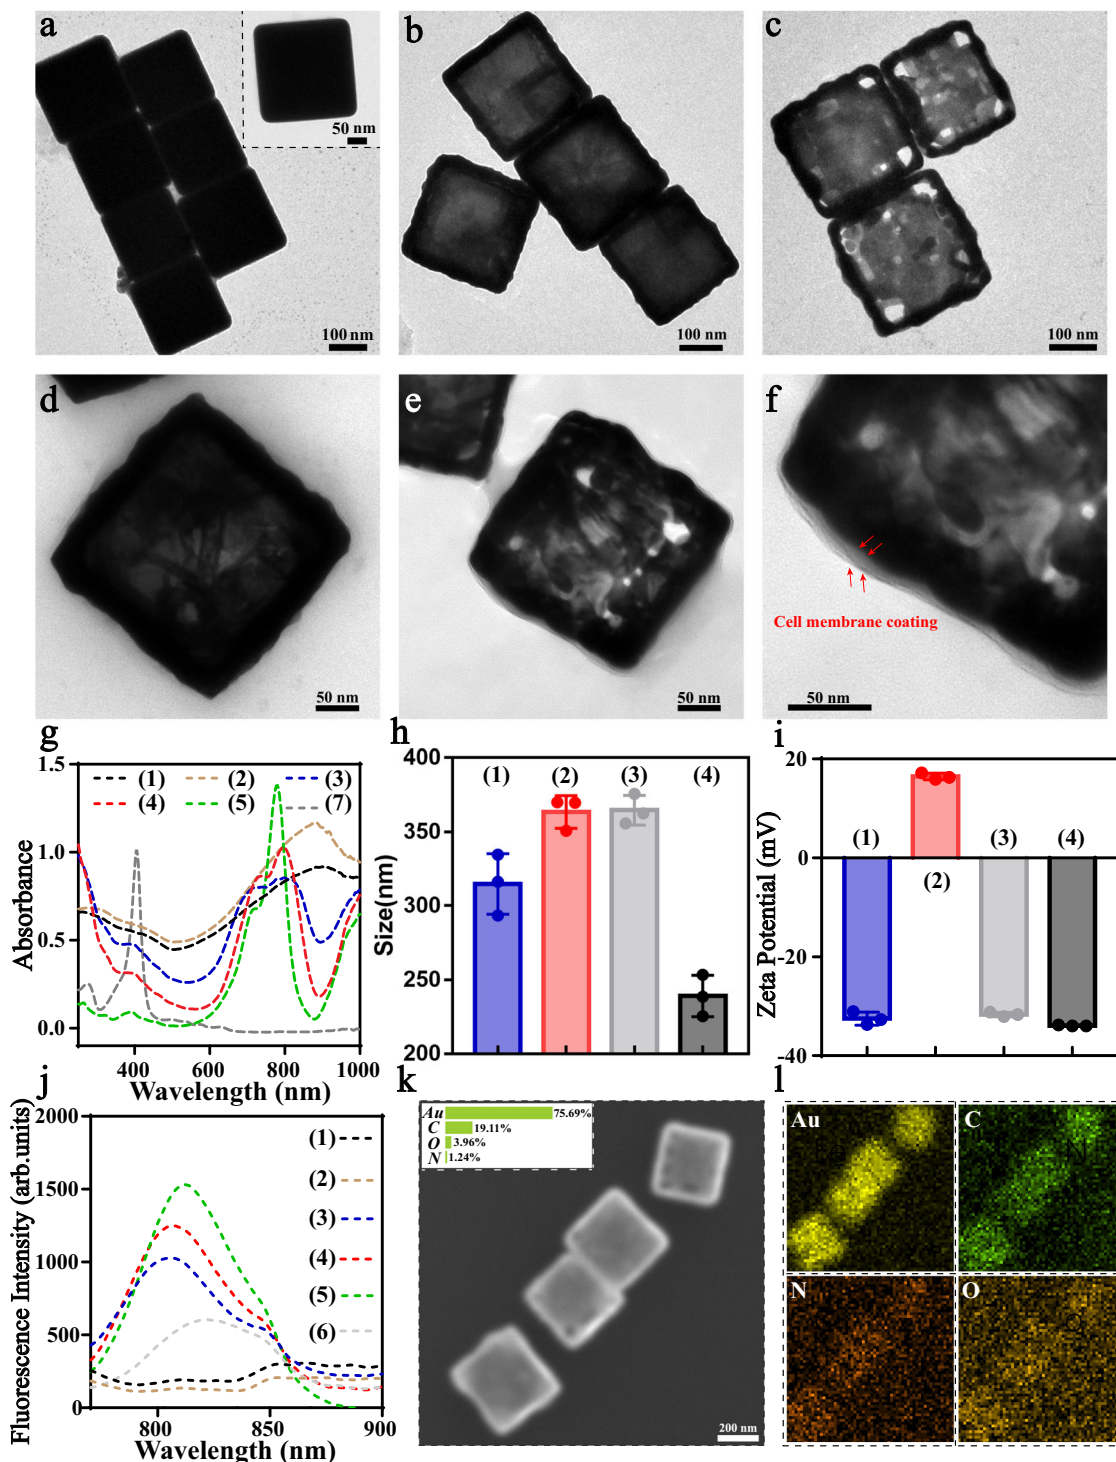 a
50 nm
100 nm
b
100 nm
c
100 nm
d
50 nm
e
50 nm
f
Cell membrane coating
50 nm
g
1.5
1.0
0.5
0.0
Absorbance
(1) (2) (3)
(4) (5) (7)
400 600 800 1000
Wavelength (nm)
h
400
350
300
250
200
Size(nm)
(1) (2) (3) (4)
i
20
0
-20
-40
Zeta Potential (mV)
(1) (2) (3) (4)
j
2000
1500
1000
500
0
Fluorescence Intensity (arb.units)
(1)
(2)
(3)
(4)
(5)
(6)
800 850 900
Wavelength (nm)
k
Au 75.69%
C 19.11%
O 3.96%
N 1.24%
200 nm
l
Au
C
N
O